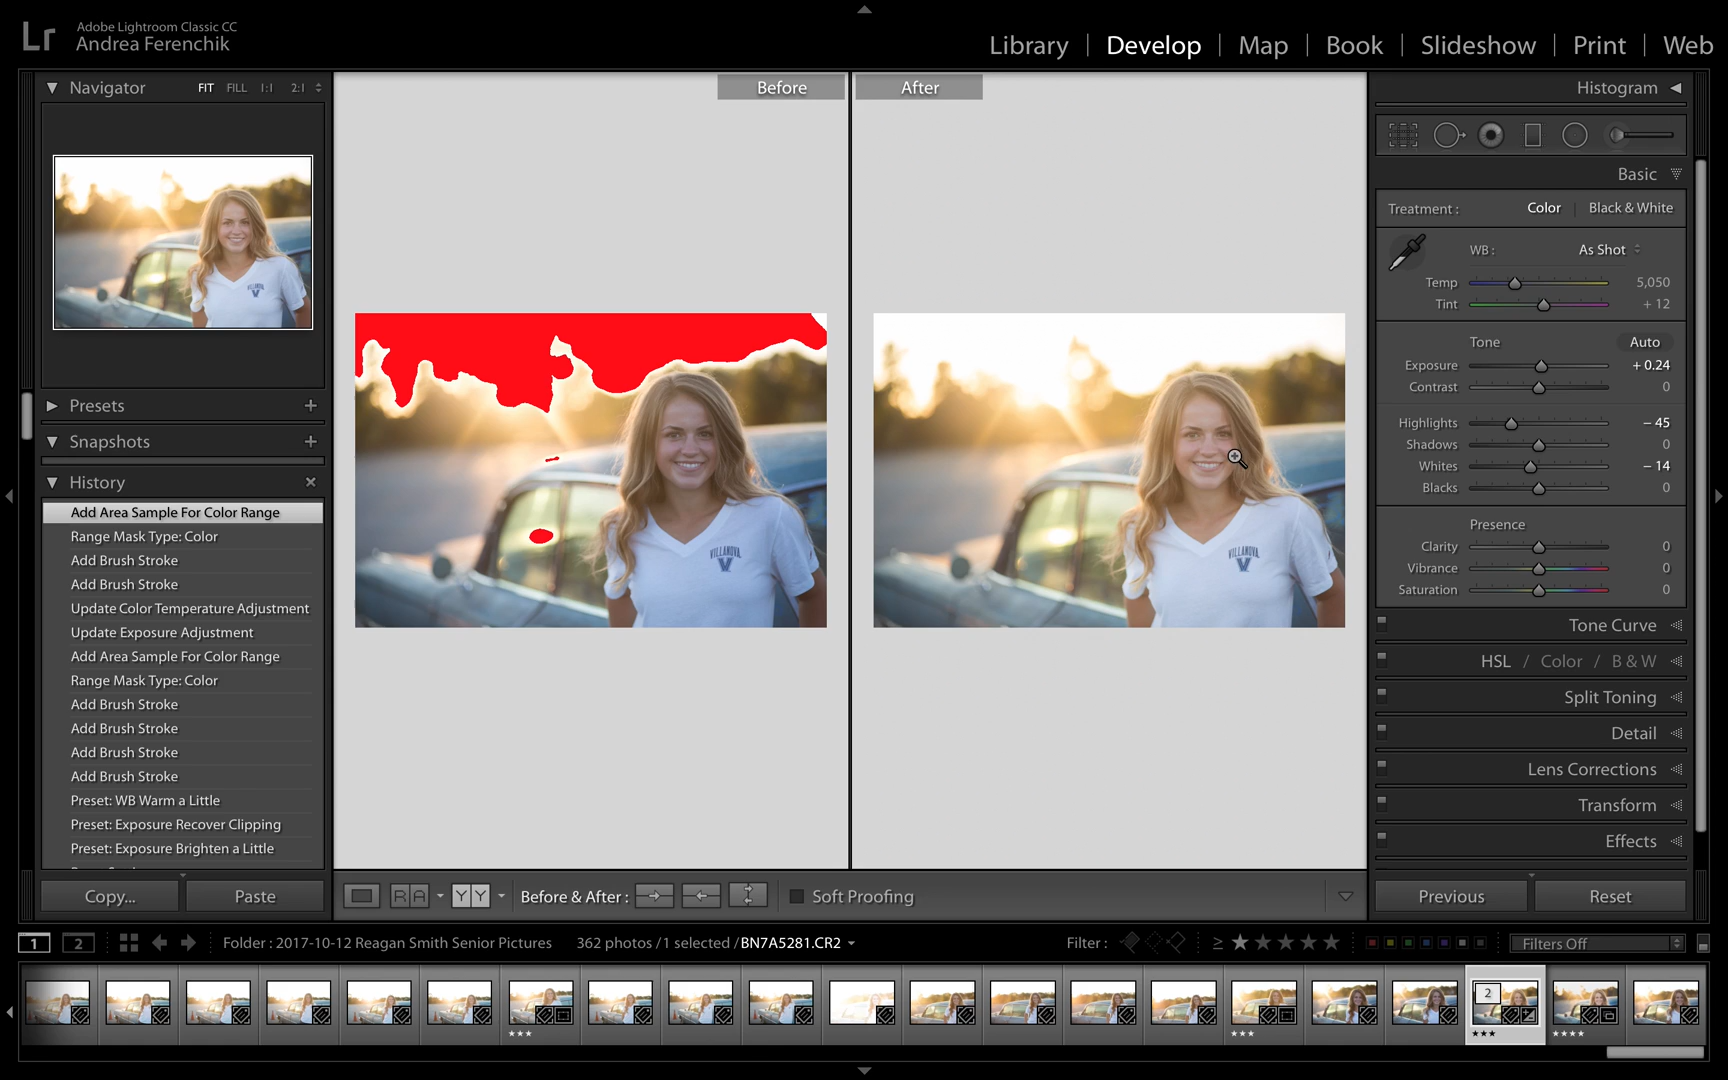 Lr
Adobe Lightroom Classic CC
Andrea Ferenchik
Library | Develop | Map | Book | Slideshow | Print | Web
Navigator FIT FILL 1:1 2:1
Presets
Snapshots
History
Add Area Sample For Color Range
Range Mask Type: Color
Add Brush Stroke
Add Brush Stroke
Update Color Temperature Adjustment
Update Exposure Adjustment
Add Area Sample For Color Range
Range Mask Type: Color
Add Brush Stroke
Add Brush Stroke
Add Brush Stroke
Add Brush Stroke
Preset: WB Warm a Little
Preset: Exposure Recover Clipping
Preset: Exposure Brighten a Little
Copy... Paste
Before
After
VILLANOVA
V
VILLANOVA
V
R A Y Y Before & After : Soft Proofing
Histogram
Basic
Treatment : Color | Black & White
WB : As Shot
Temp 5,050
Tint + 12
Tone Auto
Exposure + 0.24
Contrast 0
Highlights − 45
Shadows 0
Whites − 14
Blacks 0
Presence
Clarity 0
Vibrance 0
Saturation 0
Tone Curve
HSL / Color / B & W
Split Toning
Detail
Lens Corrections
Transform
Effects
Previous Reset
1 2 Folder : 2017-10-12 Reagan Smith Senior Pictures 362 photos / 1 selected / BN7A5281.CR2 Filter : ≥ ★★★★★ Filters Off
2
★★★ ★★★ ★★★ ★★★★